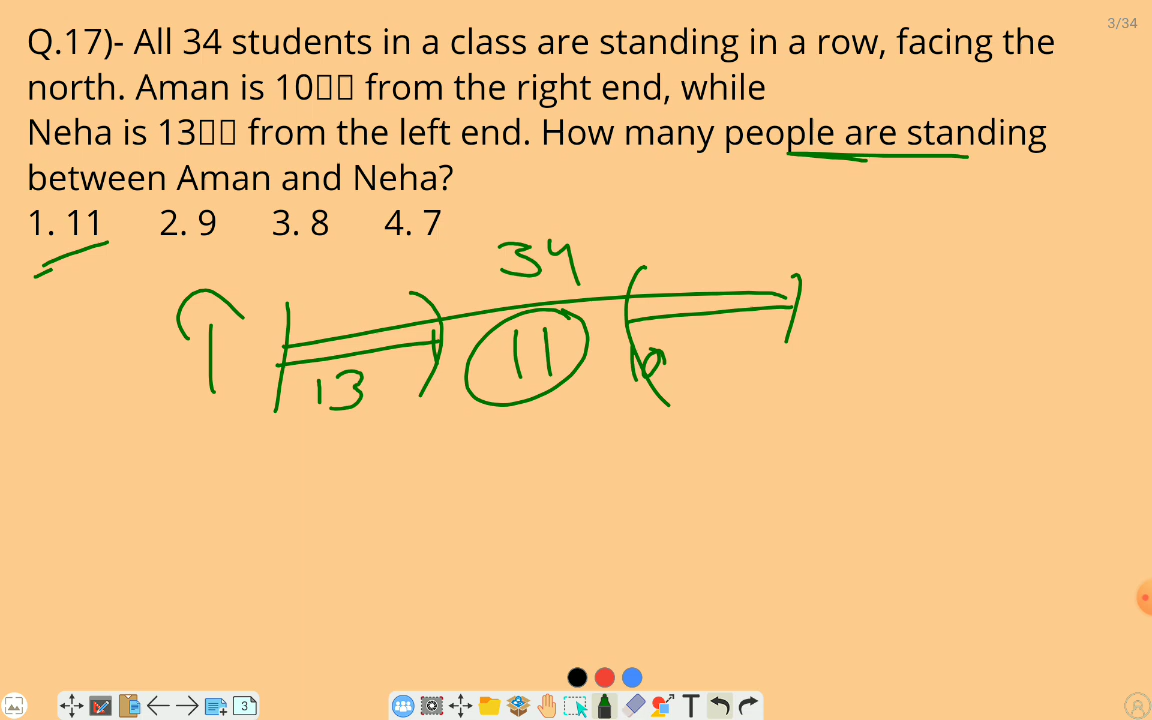 3/34
Q.17)- All 34 students in a class are standing in a row, facing the
north. Aman is 10▯▯ from the right end, while
Neha is 13▯▯ from the left end. How many people are standing
between Aman and Neha?
1. 11 2. 9 3. 8 4. 7
34
13 11 10
3
T